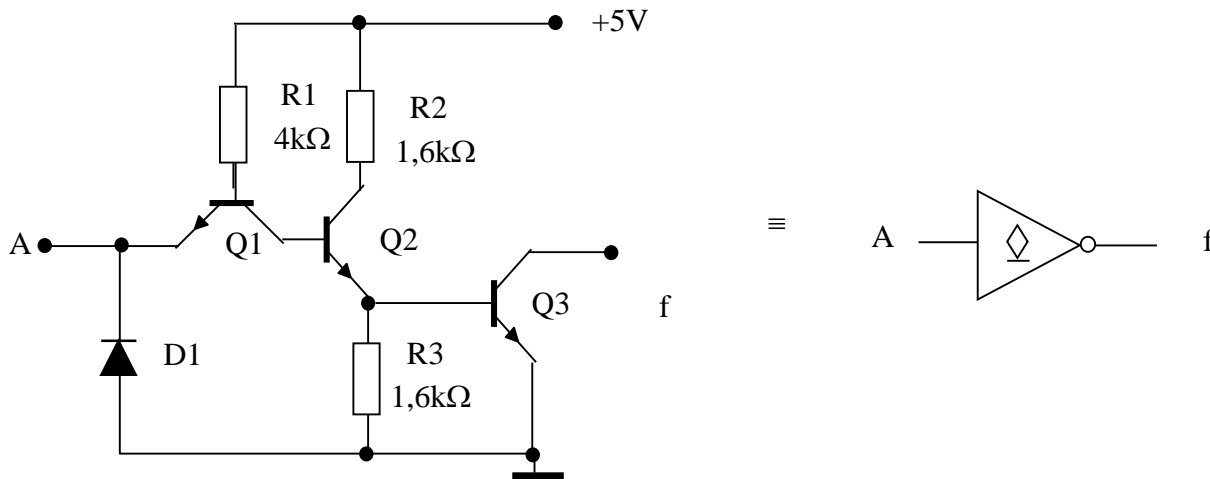 +5V
R1
4kΩ
R2
1,6kΩ
A
Q1
Q2
≡
A
f
Q3
f
D1
R3
1,6kΩ